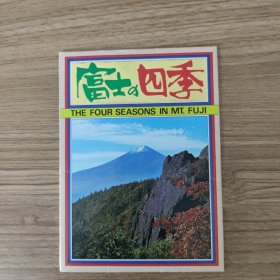 富士の四季
THE FOUR SEASONS IN MT. FUJI